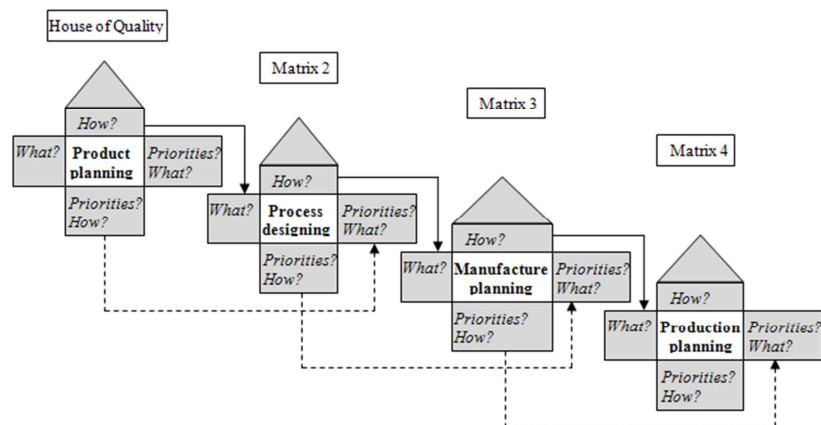 House of Quality
How?
What?
Product
planning
Priorities?
What?
Priorities?
How?
Matrix 2
How?
What?
Process
designing
Priorities?
What?
Priorities?
How?
Matrix 3
How?
What?
Manufacture
planning
Priorities?
What?
Priorities?
How?
Matrix 4
How?
What?
Production
planning
Priorities?
What?
Priorities?
How?